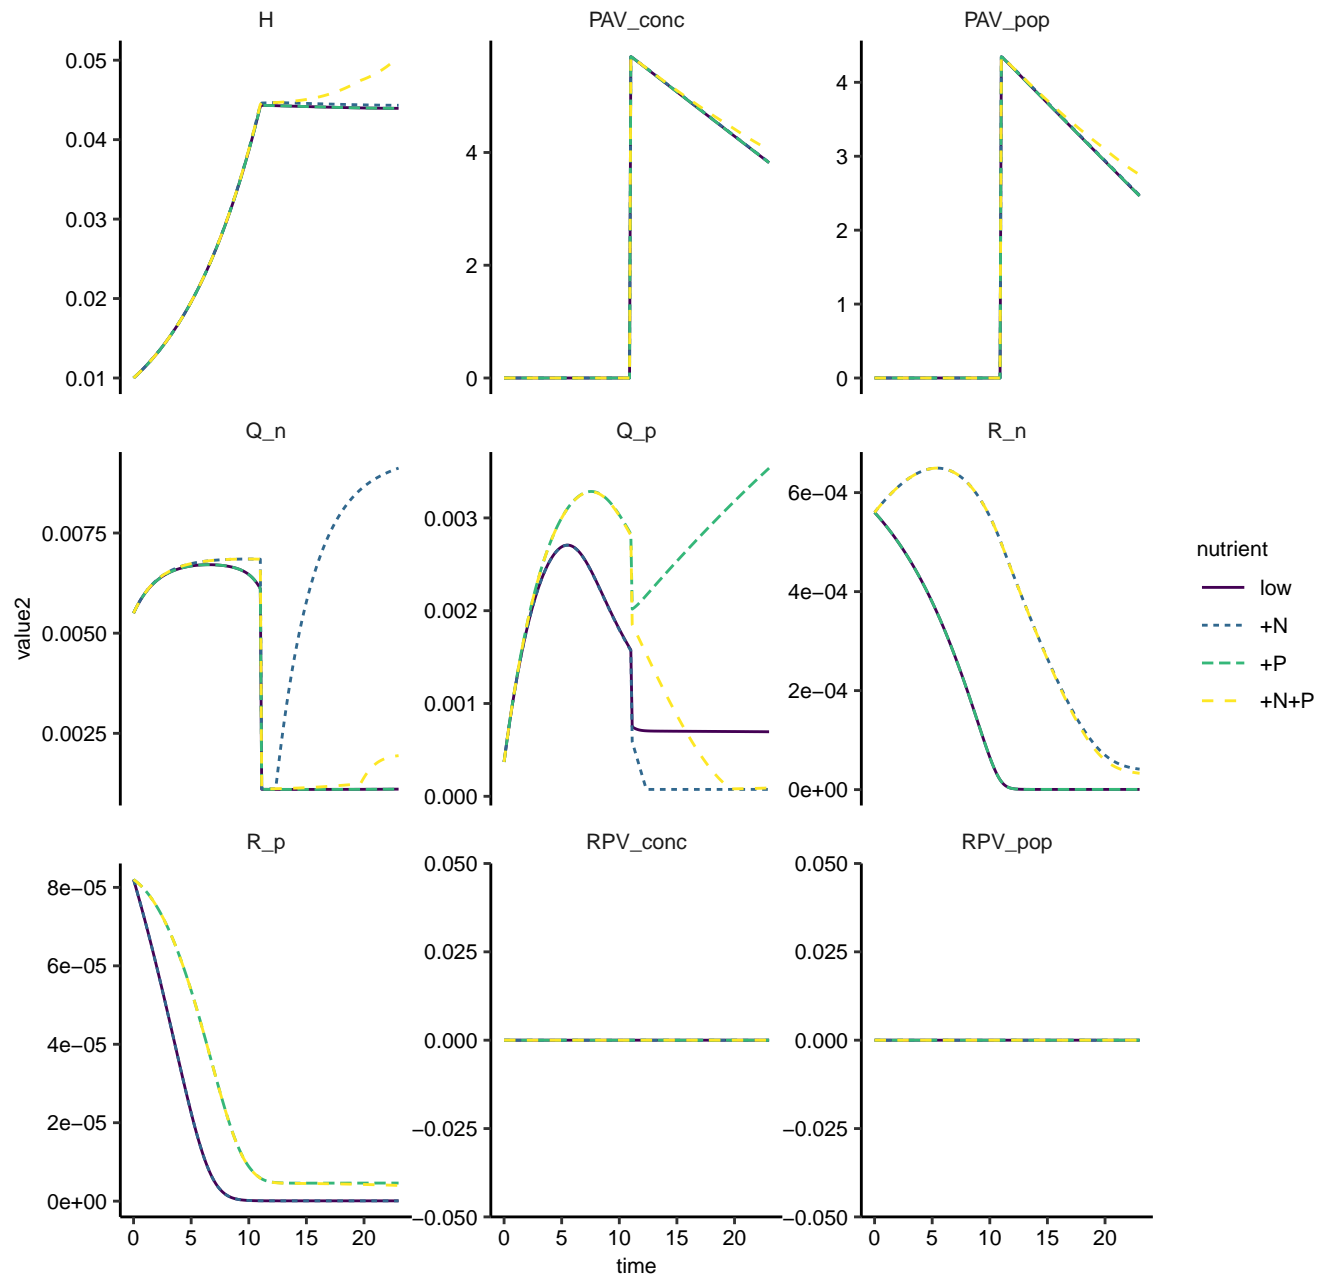 H PAV_conc PAV_pop
0.05
0.04
0.03
0.02
0.01
4
2
0
4
3
2
1
0
Q_n Q_p R_n
0.0075
0.0050
0.0025
0.003
0.002
0.001
0.000
6e−04
4e−04
2e−04
0e+00
R_p RPV_conc RPV_pop
8e−05
6e−05
4e−05
2e−05
0e+00
0.050
0.025
0.000
−0.025
−0.050
0.050
0.025
0.000
−0.025
−0.050
0 5 10 15 20
0 5 10 15 20
0 5 10 15 20
time
value2
nutrient
low
+N
+P
+N+P